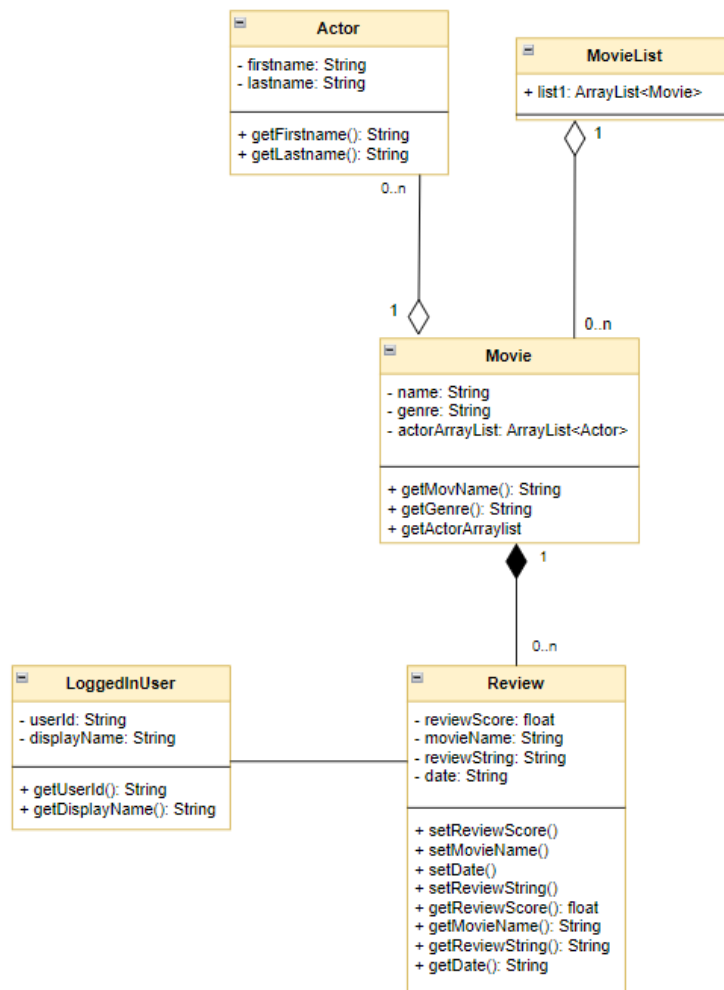 Actor
- firstname: String
- lastname: String
+ getFirstname(): String
+ getLastname(): String
0..n
MovieList
+ list1: ArrayList<Movie>
1
1
0..n
Movie
- name: String
- genre: String
- actorArrayList: ArrayList<Actor>
+ getMovName(): String
+ getGenre(): String
+ getActorArraylist
1
0..n
LoggedInUser
- userId: String
- displayName: String
+ getUserId(): String
+ getDisplayName(): String
Review
- reviewScore: float
- movieName: String
- reviewString: String
- date: String
+ setReviewScore()
+ setMovieName()
+ setDate()
+ setReviewString()
+ getReviewScore(): float
+ getMovieName(): String
+ getReviewString(): String
+ getDate(): String